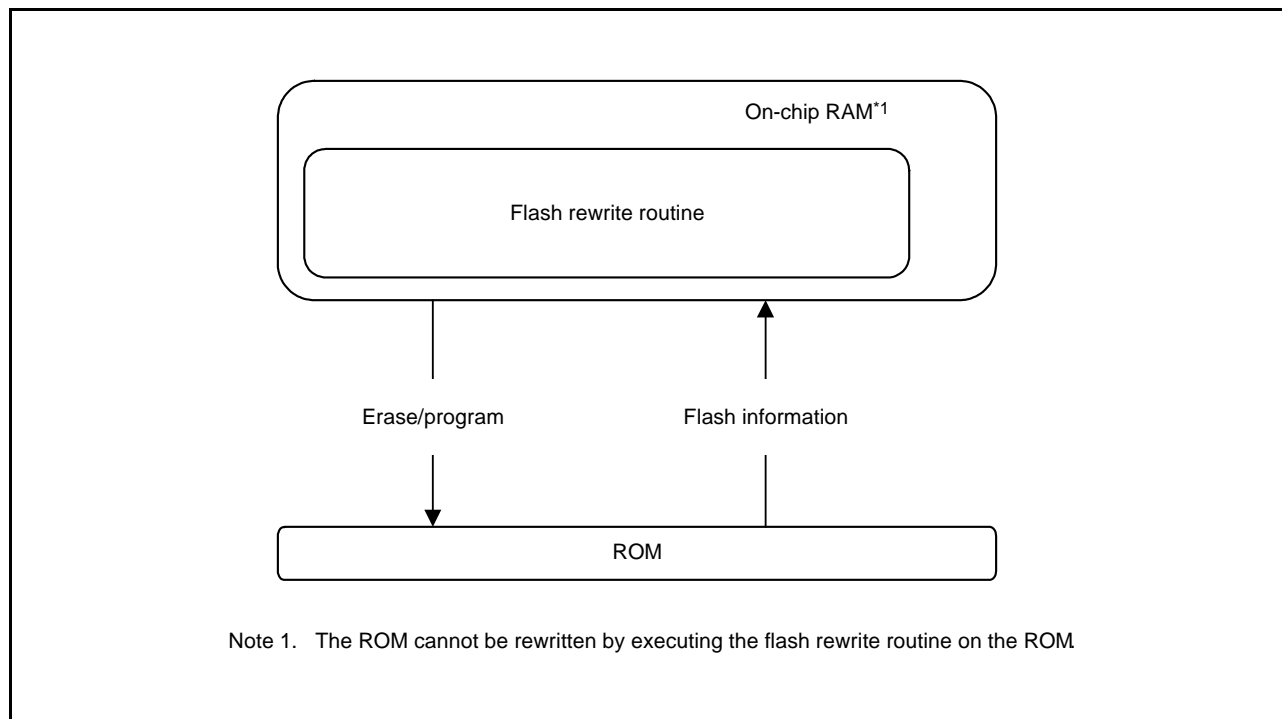 On-chip RAM*1
Flash rewrite routine
Erase/program
Flash information
ROM
Note 1. The ROM cannot be rewritten by executing the flash rewrite routine on the ROM.